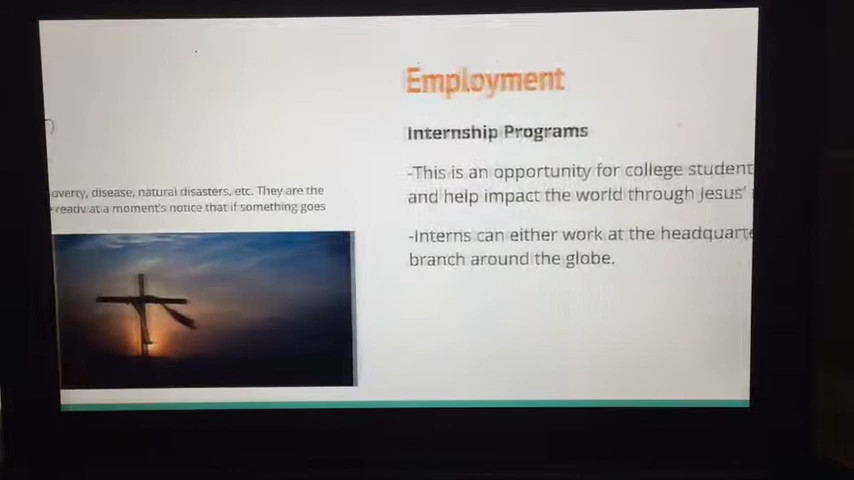 overty, disease, natural disasters, etc. They are the
ready at a moment's notice that if something goes
Employment
Internship Programs
-This is an opportunity for college student
and help impact the world through Jesus'
-Interns can either work at the headquarte
branch around the globe.